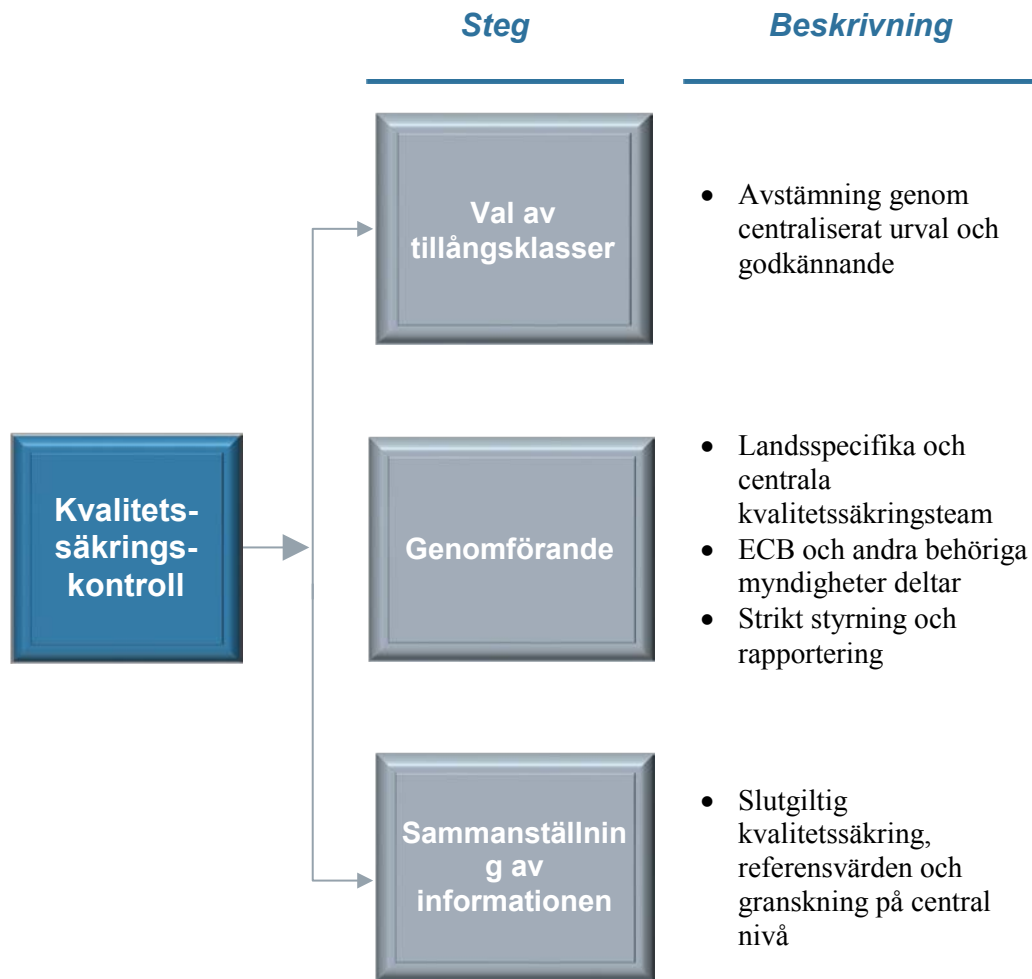 Steg
Beskrivning
Val av
tillångsklasser
• Avstämning genom
centraliserat urval och
godkännande
Kvalitets-
säkrings-
kontroll
Genomförande
• Landsspecifika och
centrala
kvalitetssäkringsteam
• ECB och andra behöriga
myndigheter deltar
• Strikt styrning och
rapportering
Sammanställnin
g av
informationen
• Slutgiltig
kvalitetssäkring,
referensvärden och
granskning på central
nivå